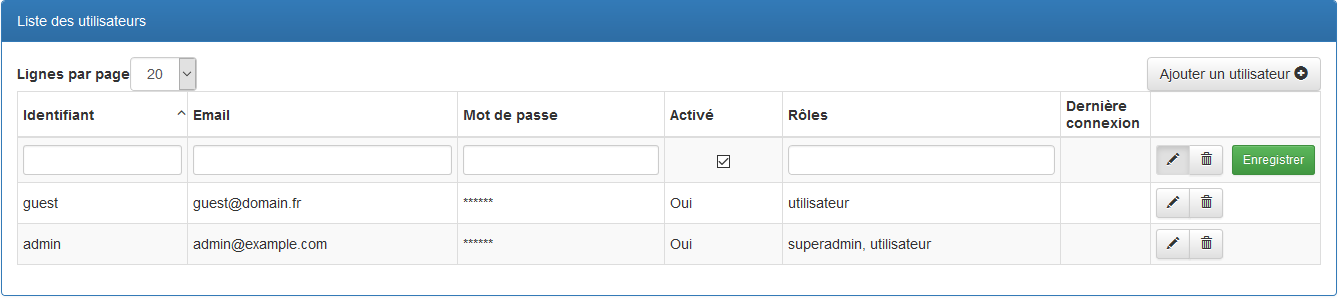 Liste des utilisateurs
Lignes par page 20 Ajouter un utilisateur
Identifiant Email Mot de passe Activé Rôles Dernière connexion
Enregistrer
guest guest@domain.fr ****** Oui utilisateur
admin admin@example.com ****** Oui superadmin, utilisateur